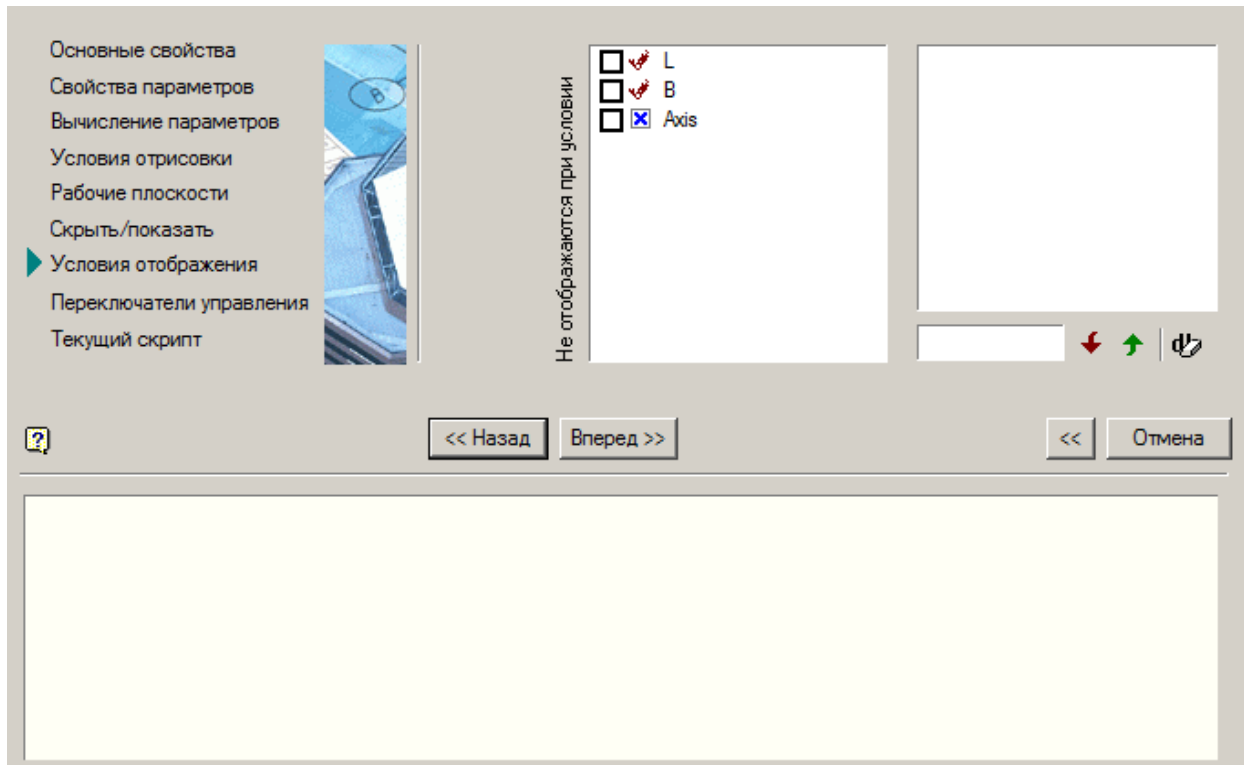 Основные свойства
Свойства параметров
Вычисление параметров
Условия отрисовки
Рабочие плоскости
Скрыть/показать
Условия отображения
Переключатели управления
Текущий скрипт
B
Не отображаются при условии
L
B
Axis
?
<< Назад
Вперед >>
<<
Отмена